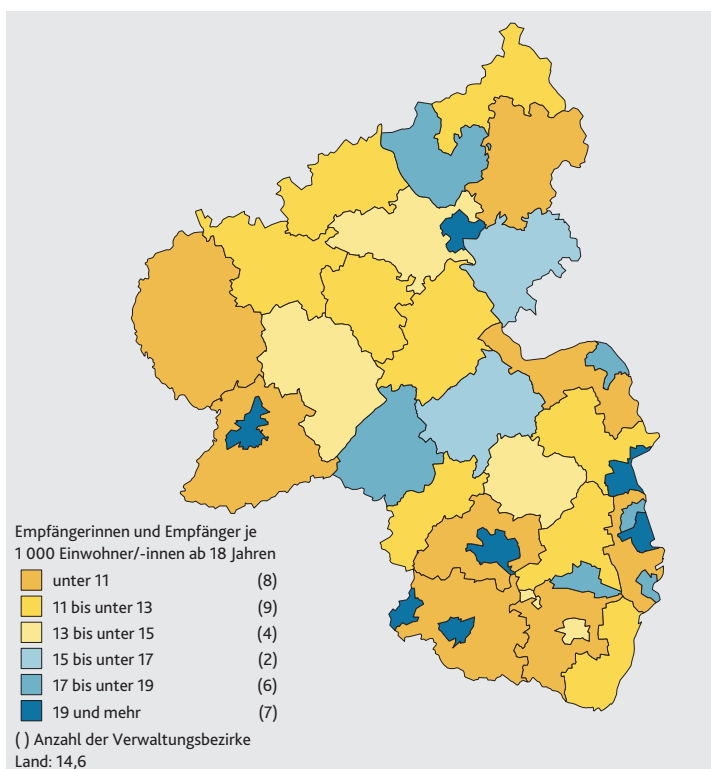 Empfängerinnen und Empfänger je
1 000 Einwohner/-innen ab 18 Jahren
unter 11 (8)
11 bis unter 13 (9)
13 bis unter 15 (4)
15 bis unter 17 (2)
17 bis unter 19 (6)
19 und mehr (7)
( ) Anzahl der Verwaltungsbezirke
Land: 14,6